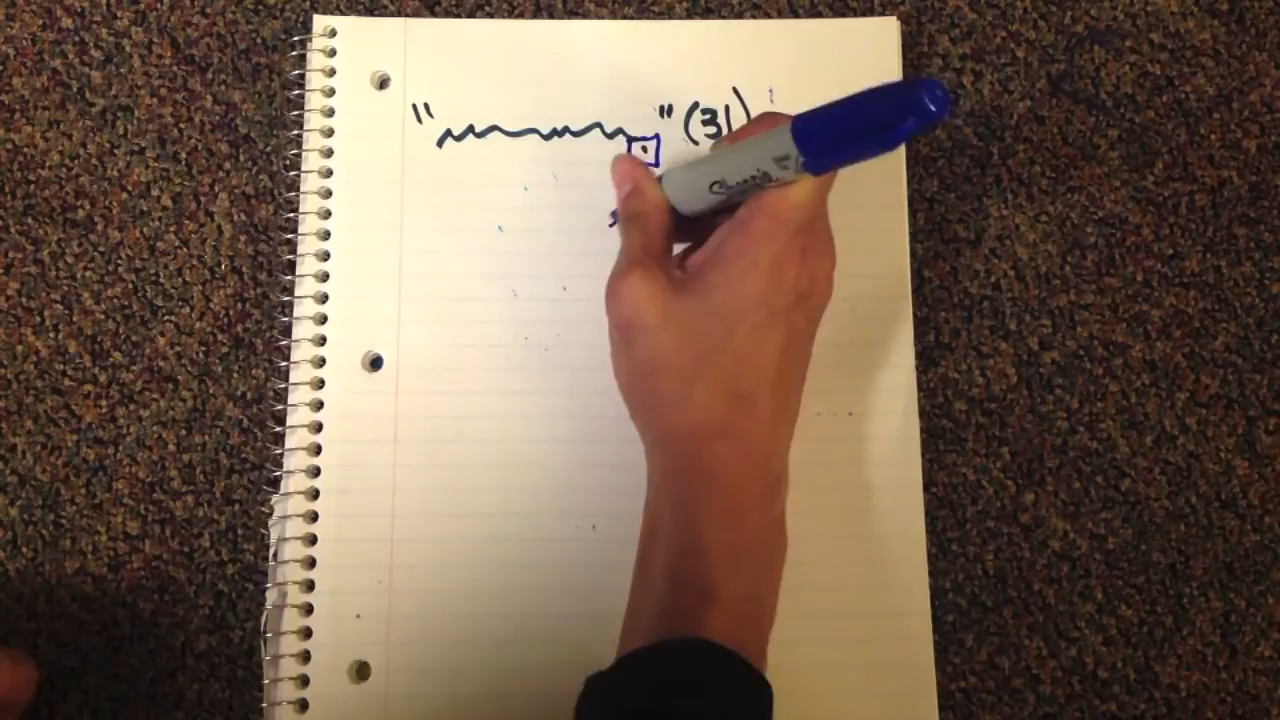 " . " (31)
Sharpie